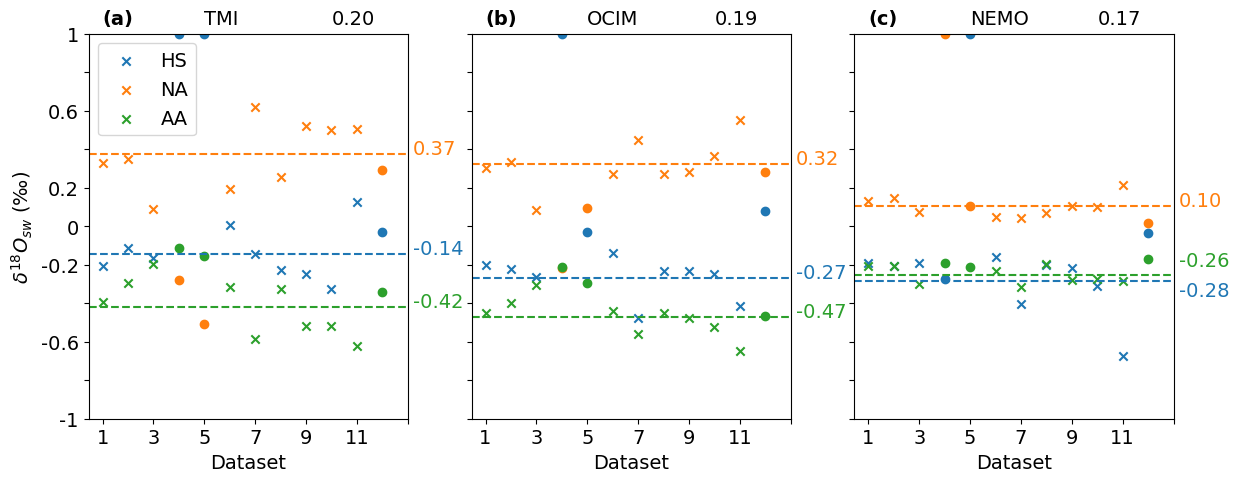 (a) TMI 0.20
(b) OCIM 0.19
(c) NEMO 0.17
HS
NA
AA
δ¹⁸O_sw (‰)
1
0.6
0.2
0
-0.2
-0.6
-1
0.37
-0.14
-0.42
0.32
-0.27
-0.47
0.10
-0.26
-0.28
1 3 5 7 9 11
1 3 5 7 9 11
1 3 5 7 9 11
Dataset
Dataset
Dataset